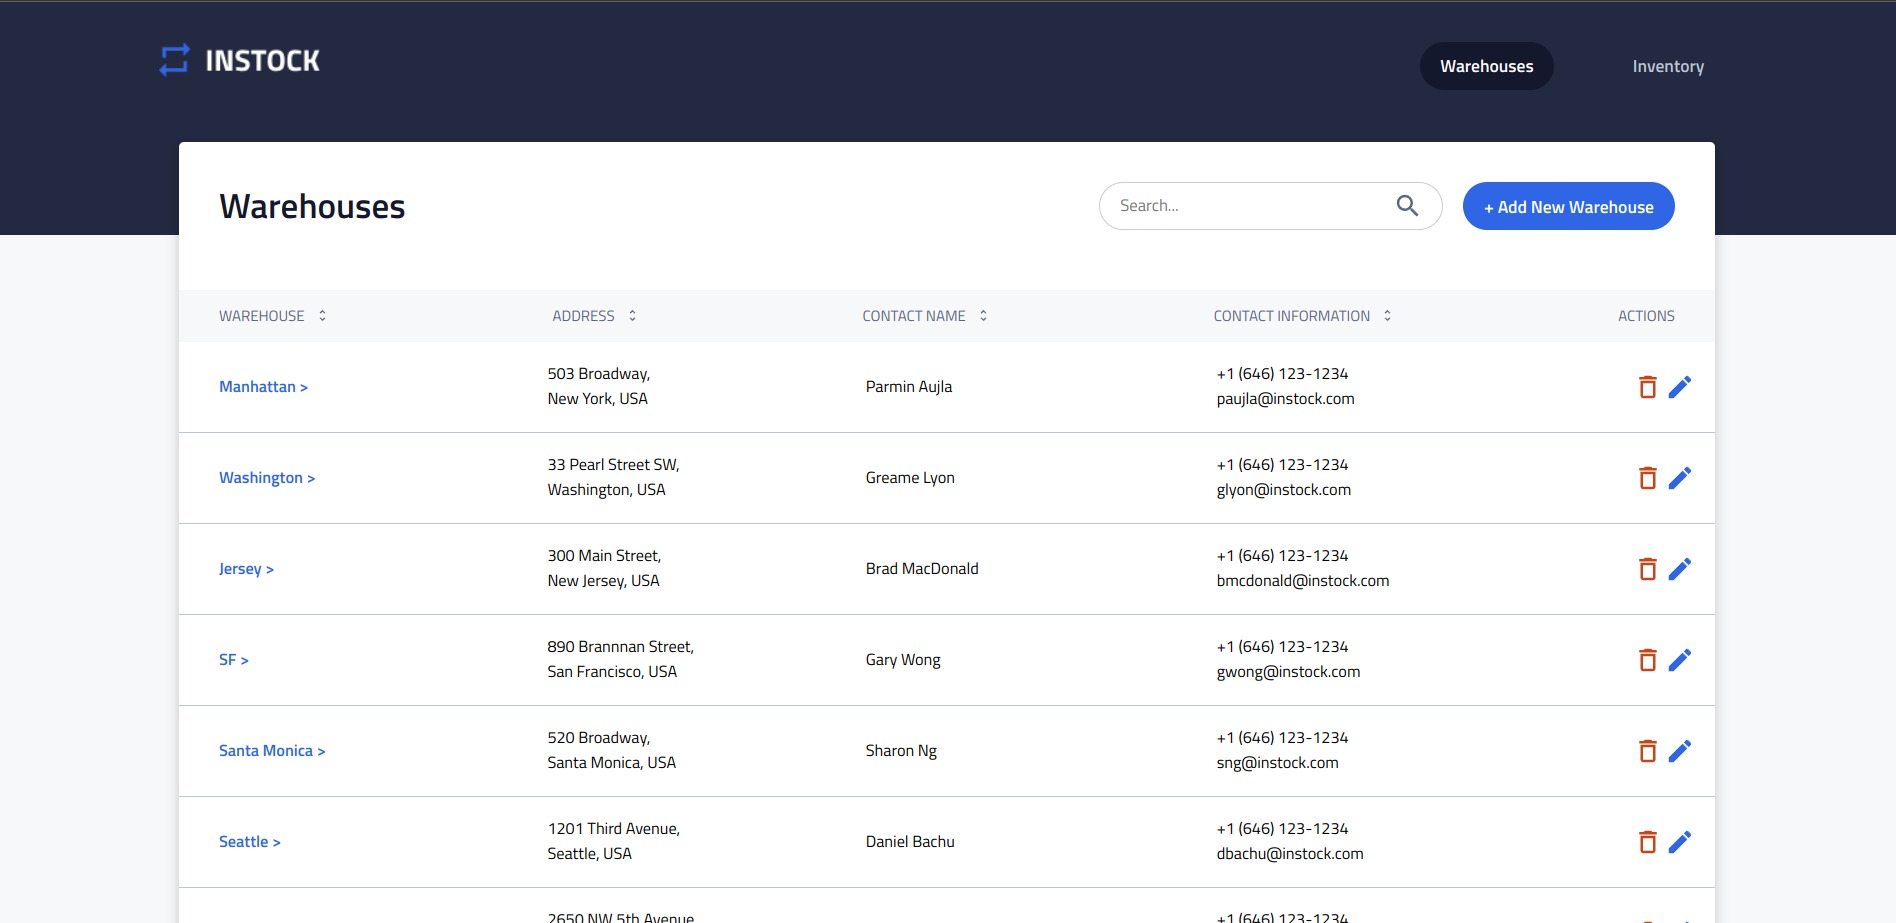 INSTOCK
Warehouses
Inventory
Warehouses
Search...
+ Add New Warehouse
WAREHOUSE
ADDRESS
CONTACT NAME
CONTACT INFORMATION
ACTIONS
Manhattan >
503 Broadway,
New York, USA
Parmin Aujla
+1 (646) 123-1234
paujla@instock.com
Washington >
33 Pearl Street SW,
Washington, USA
Greame Lyon
+1 (646) 123-1234
glyon@instock.com
Jersey >
300 Main Street,
New Jersey, USA
Brad MacDonald
+1 (646) 123-1234
bmcdonald@instock.com
SF >
890 Brannnan Street,
San Francisco, USA
Gary Wong
+1 (646) 123-1234
gwong@instock.com
Santa Monica >
520 Broadway,
Santa Monica, USA
Sharon Ng
+1 (646) 123-1234
sng@instock.com
Seattle >
1201 Third Avenue,
Seattle, USA
Daniel Bachu
+1 (646) 123-1234
dbachu@instock.com
2650 NW 5th Avenue
+1 (646) 123-1234